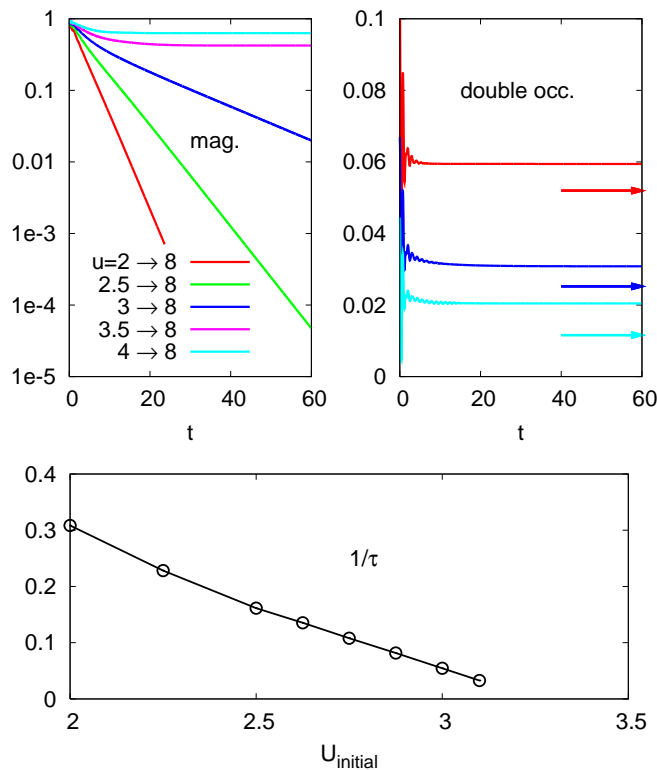 1
0.1
0.01
1e-3
1e-4
1e-5
mag.
u=2 → 8
2.5 → 8
3 → 8
3.5 → 8
4 → 8
0 20 40 60
t
0.1
0.08
0.06
0.04
0.02
0
double occ.
0 20 40 60
t
0.4
0.3
0.2
0.1
0
1/τ
2 2.5 3 3.5
U_initial